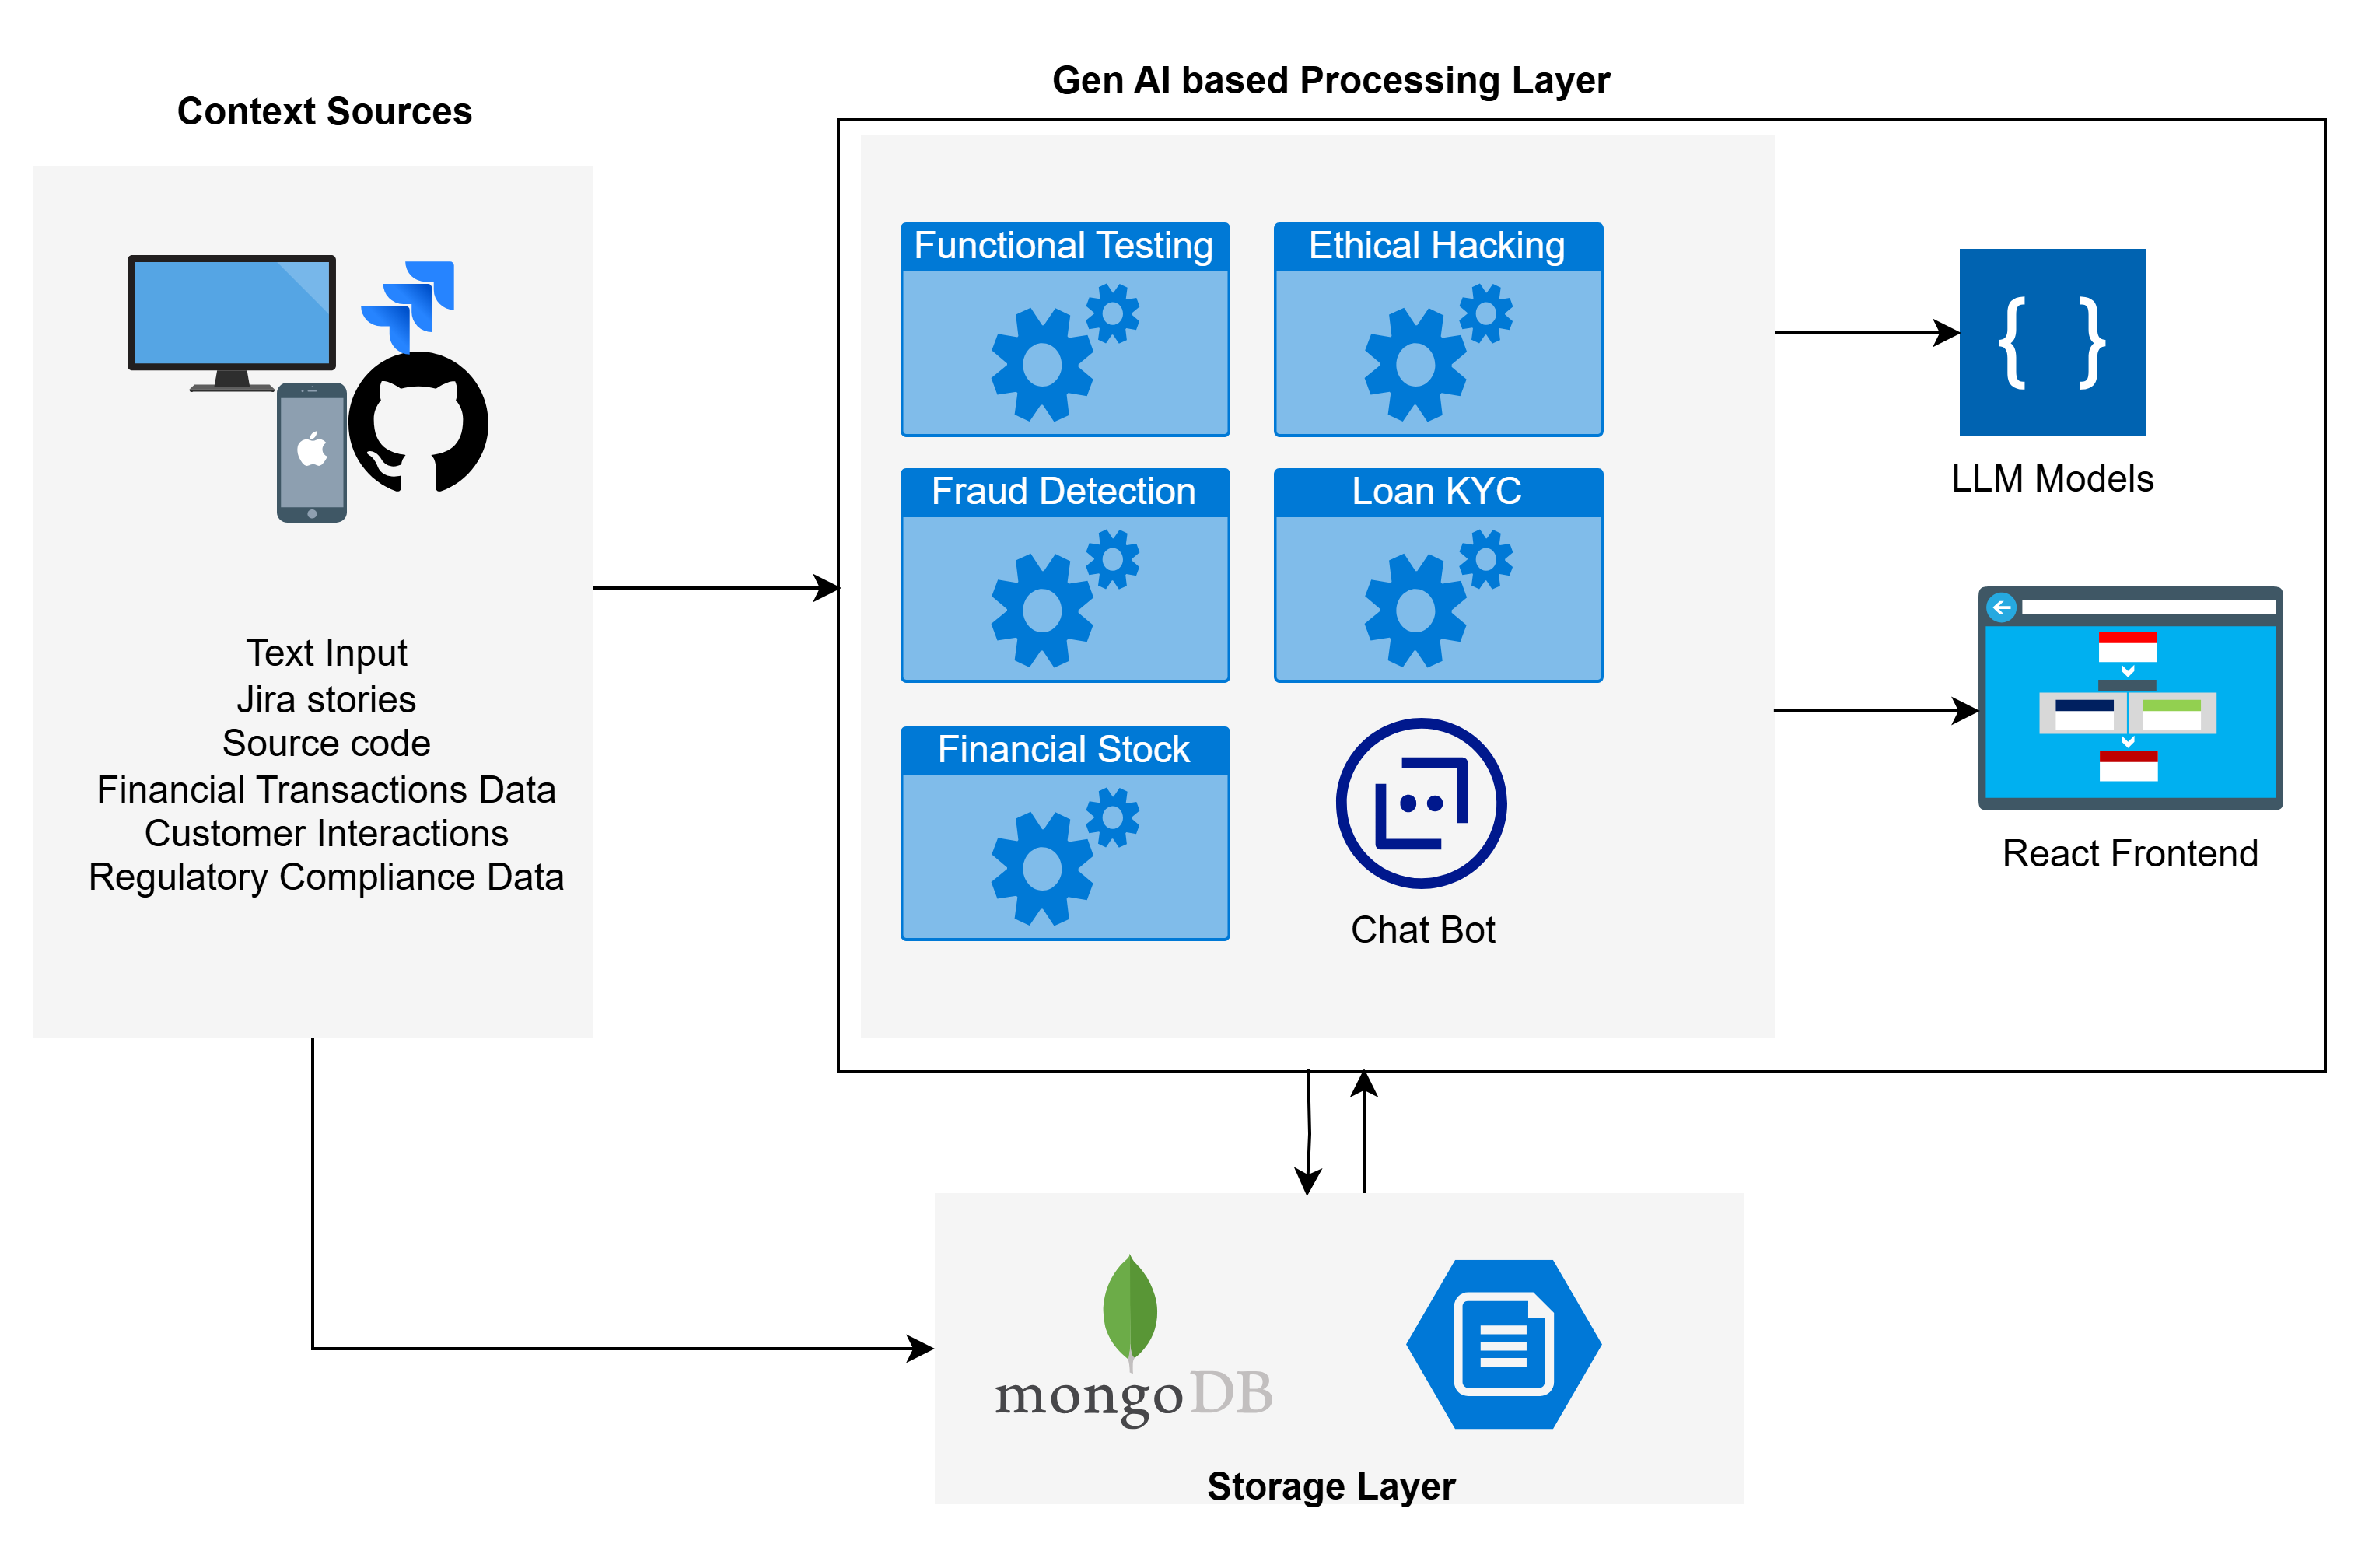 Context Sources
Text Input
Jira stories
Source code
Financial Transactions Data
Customer Interactions
Regulatory Compliance Data
Gen AI based Processing Layer
Functional Testing
Ethical Hacking
Fraud Detection
Loan KYC
Financial Stock
Chat Bot
{ }
LLM Models
React Frontend
mongoDB
Storage Layer